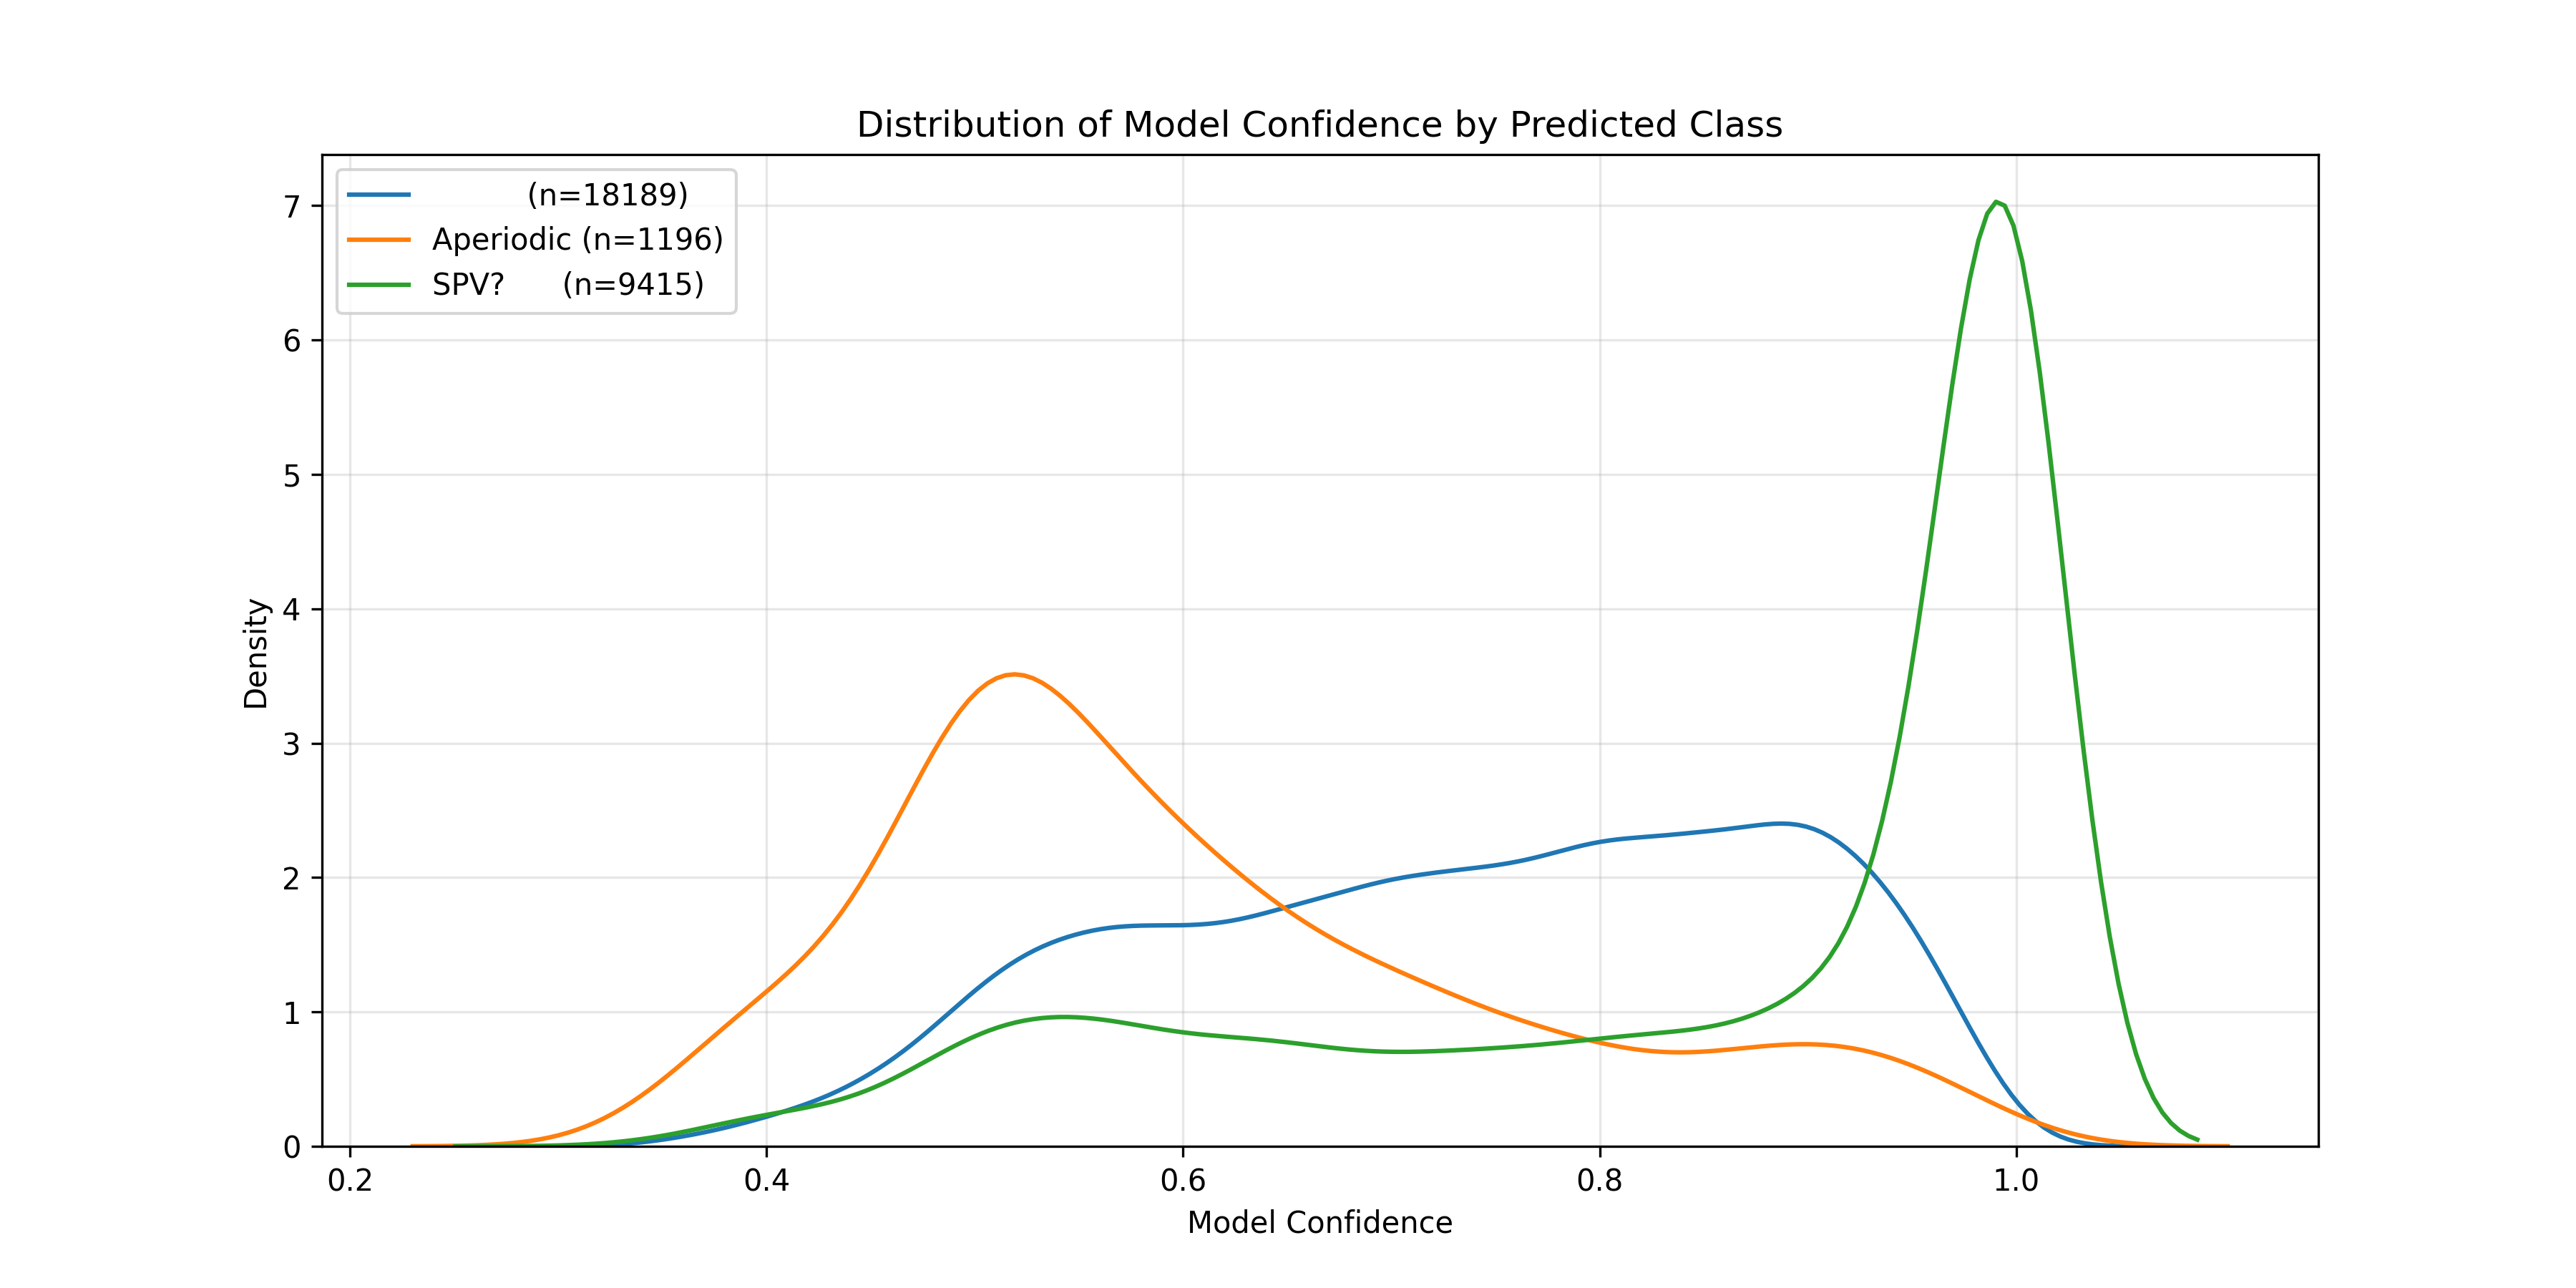 Distribution of Model Confidence by Predicted Class
(n=18189)
Aperiodic (n=1196)
SPV? (n=9415)
7
6
5
4
3
2
1
0
Density
0.2 0.4 0.6 0.8 1.0
Model Confidence